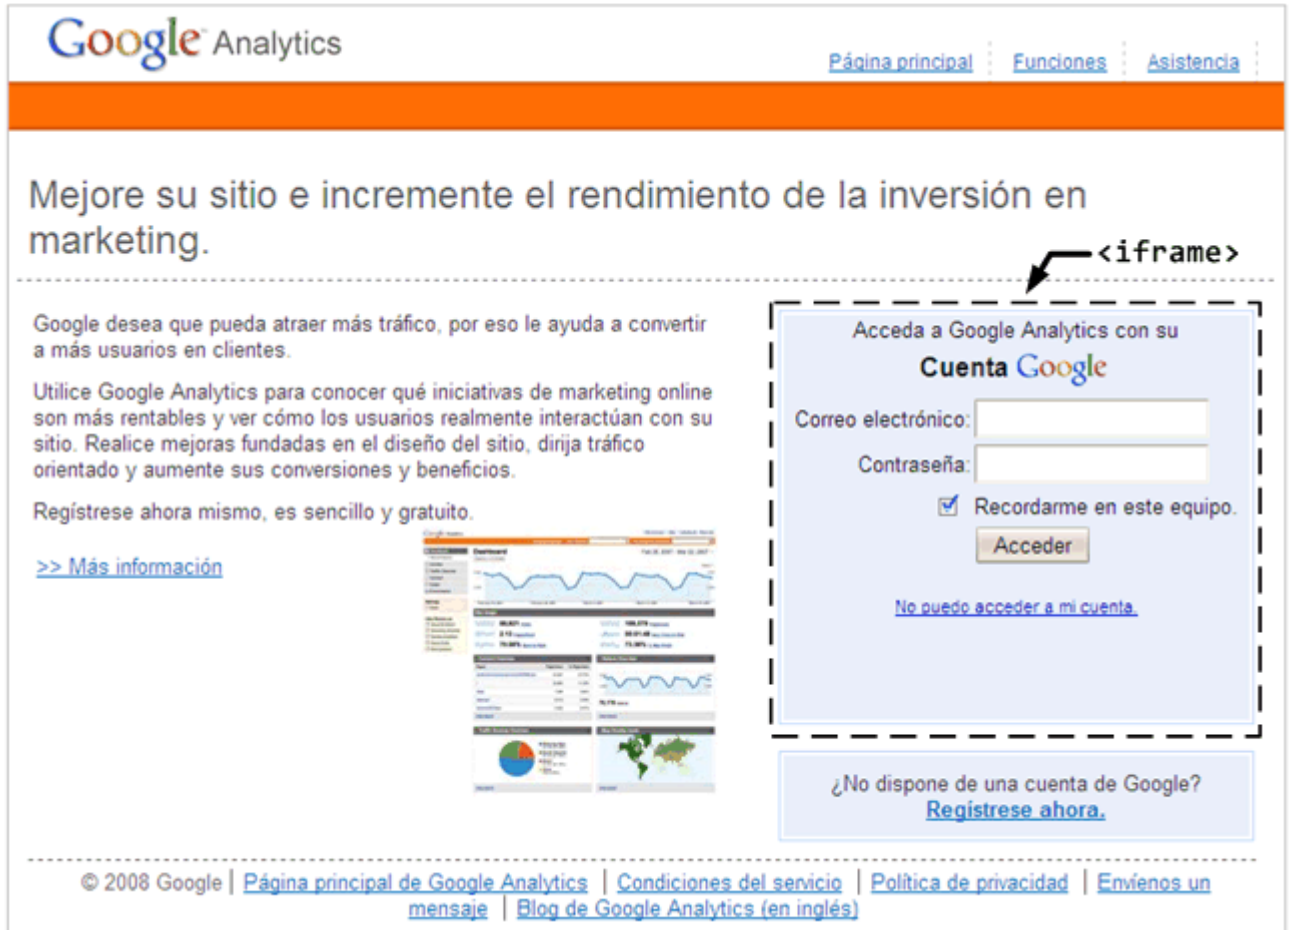 Google Analytics
Página principal
Funciones
Asistencia
Mejore su sitio e incremente el rendimiento de la inversión en
marketing.
<iframe>
Google desea que pueda atraer más tráfico, por eso le ayuda a convertir
a más usuarios en clientes.
Utilice Google Analytics para conocer qué iniciativas de marketing online
son más rentables y ver cómo los usuarios realmente interactúan con su
sitio. Realice mejoras fundadas en el diseño del sitio, dirija tráfico
orientado y aumente sus conversiones y beneficios.
Regístrese ahora mismo, es sencillo y gratuito.
>> Más información
Dashboard
Acceda a Google Analytics con su
Cuenta Google
Correo electrónico:
Contraseña:
Recordarme en este equipo.
Acceder
No puedo acceder a mi cuenta.
¿No dispone de una cuenta de Google?
Regístrese ahora.
© 2008 Google | Página principal de Google Analytics | Condiciones del servicio | Política de privacidad | Envíenos un
mensaje | Blog de Google Analytics (en inglés)